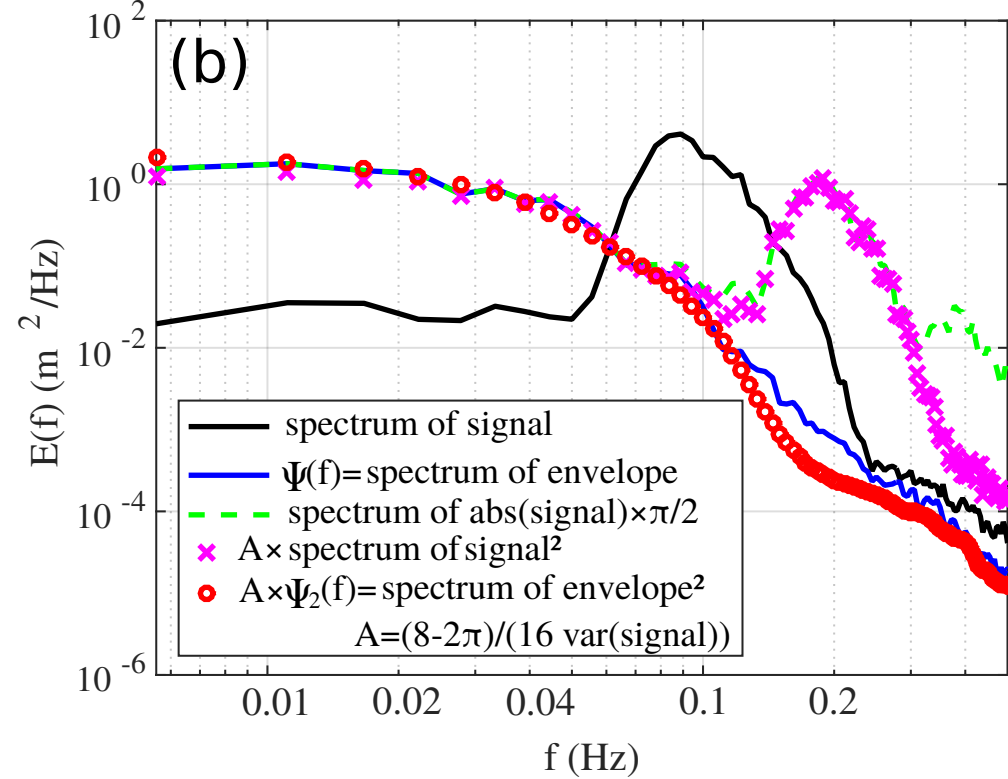 (b)
10 2
10 0
10 -2
10 -4
10 -6
E(f) (m 2 /Hz)
spectrum of signal
Ψ(f)=spectrum of envelope
spectrum of abs(signal)×π/2
A× spectrum of signal²
A×Ψ₂(f)= spectrum of envelope²
A=(8-2π)/(16 var(signal))
0.01 0.02 0.04 0.1 0.2
f (Hz)